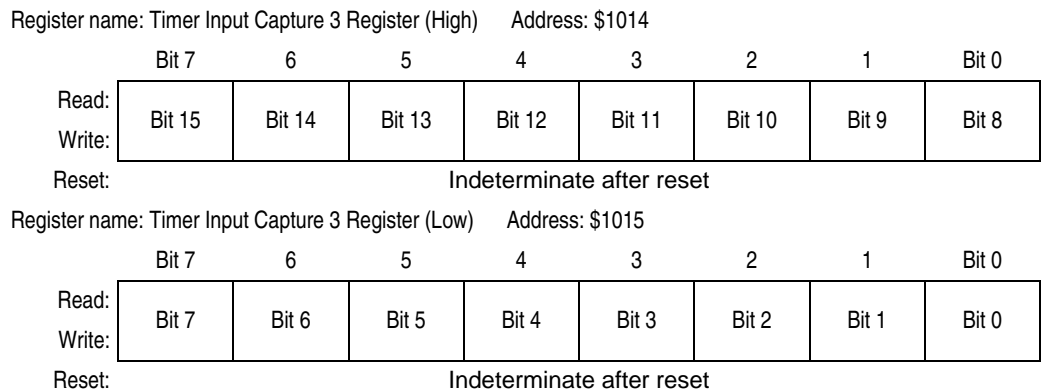 Register name: Timer Input Capture 3 Register (High) Address: $1014
Bit 7 6 5 4 3 2 1 Bit 0
Read:
Bit 15 Bit 14 Bit 13 Bit 12 Bit 11 Bit 10 Bit 9 Bit 8
Write:
Reset: Indeterminate after reset
Register name: Timer Input Capture 3 Register (Low) Address: $1015
Bit 7 6 5 4 3 2 1 Bit 0
Read:
Bit 7 Bit 6 Bit 5 Bit 4 Bit 3 Bit 2 Bit 1 Bit 0
Write:
Reset: Indeterminate after reset